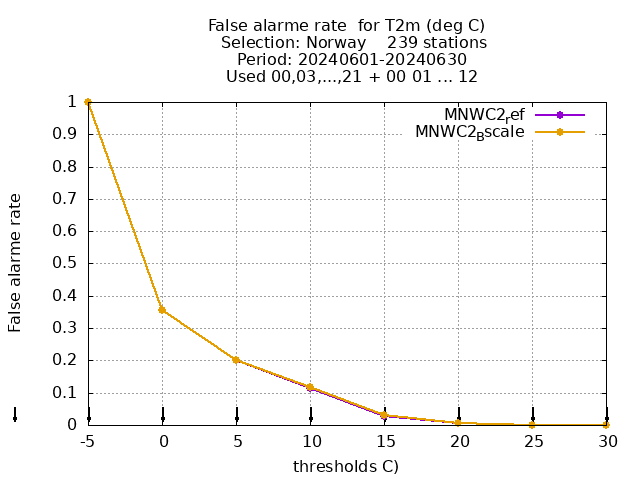 False alarme rate  for T2m (deg C)
Selection: Norway    239 stations
Period: 20240601-20240630
Used 00,03,...,21 + 00 01 ... 12
MNWC2ref
MNWC2Bscale
False alarme rate
1
0.9
0.8
0.7
0.6
0.5
0.4
0.3
0.2
0.1
0
-5 0 5 10 15 20 25 30
thresholds C)